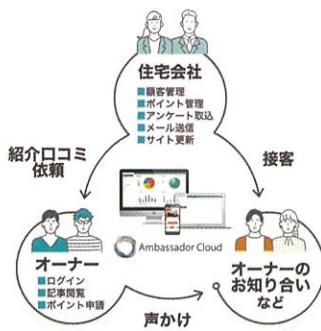 住宅会社
■顧客管理
■ポイント管理
■アンケート取込
■メール送信
■サイト更新
紹介口コミ
依頼
接客
Ambassador Cloud
オーナー
■ログイン
■記事閲覧
■ポイント申請
オーナーの
お知り合い
など
声かけ